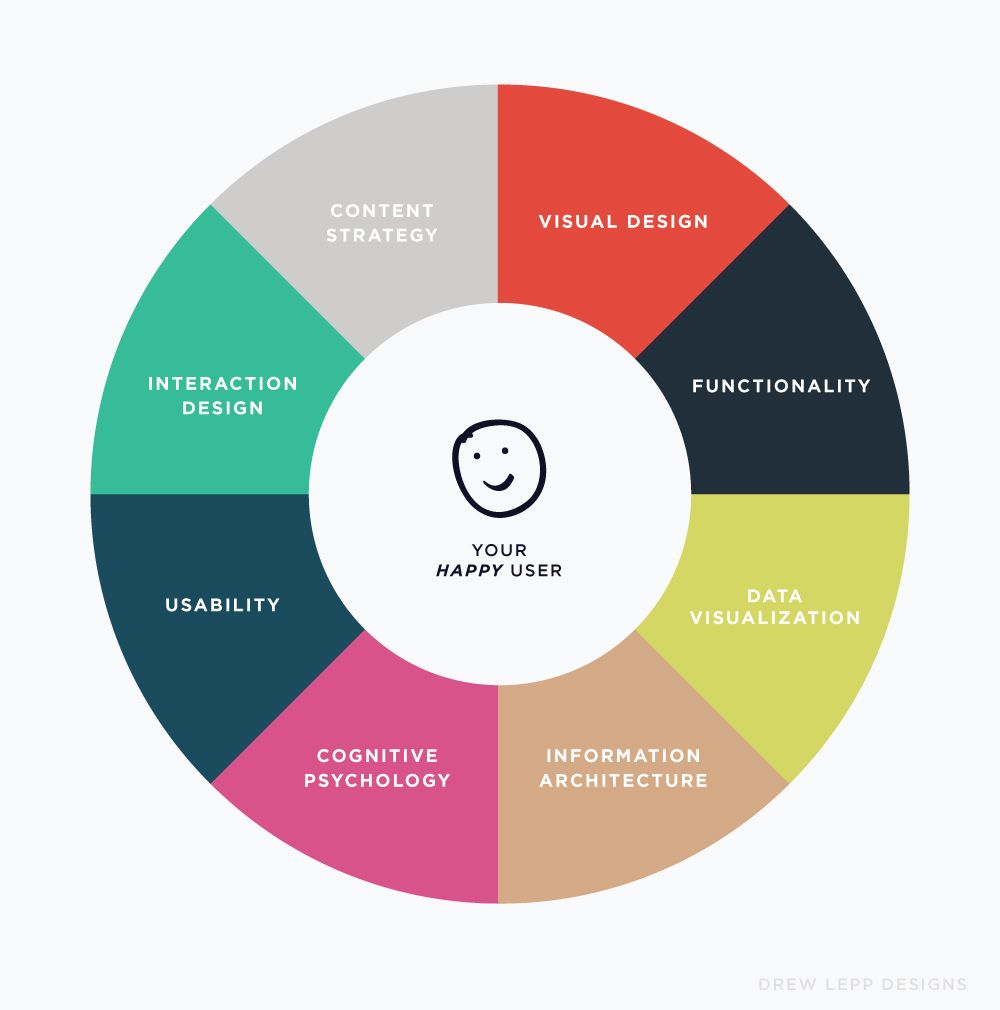 CONTENT
STRATEGY
VISUAL DESIGN
INTERACTION
DESIGN
FUNCTIONALITY
YOUR
HAPPY USER
USABILITY
DATA
VISUALIZATION
COGNITIVE
PSYCHOLOGY
INFORMATION
ARCHITECTURE
DREW LEPP DESIGNS